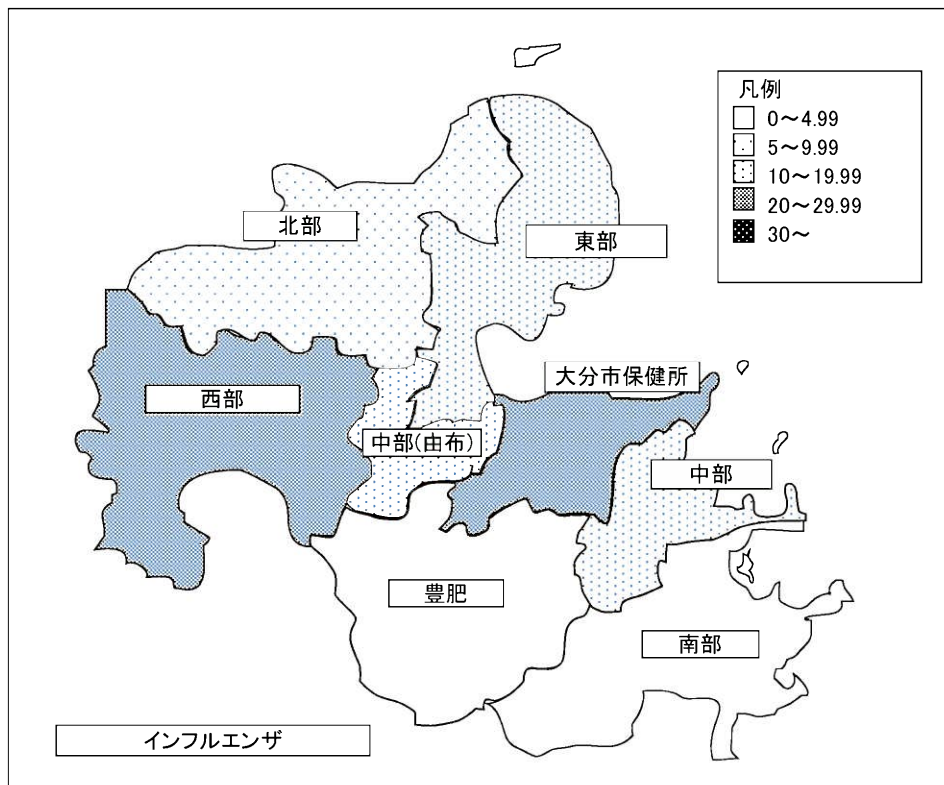 凡例
0～4.99
5～9.99
10～19.99
20～29.99
30～
北部
東部
大分市保健所
西部
中部(由布)
中部
豊肥
南部
インフルエンザ